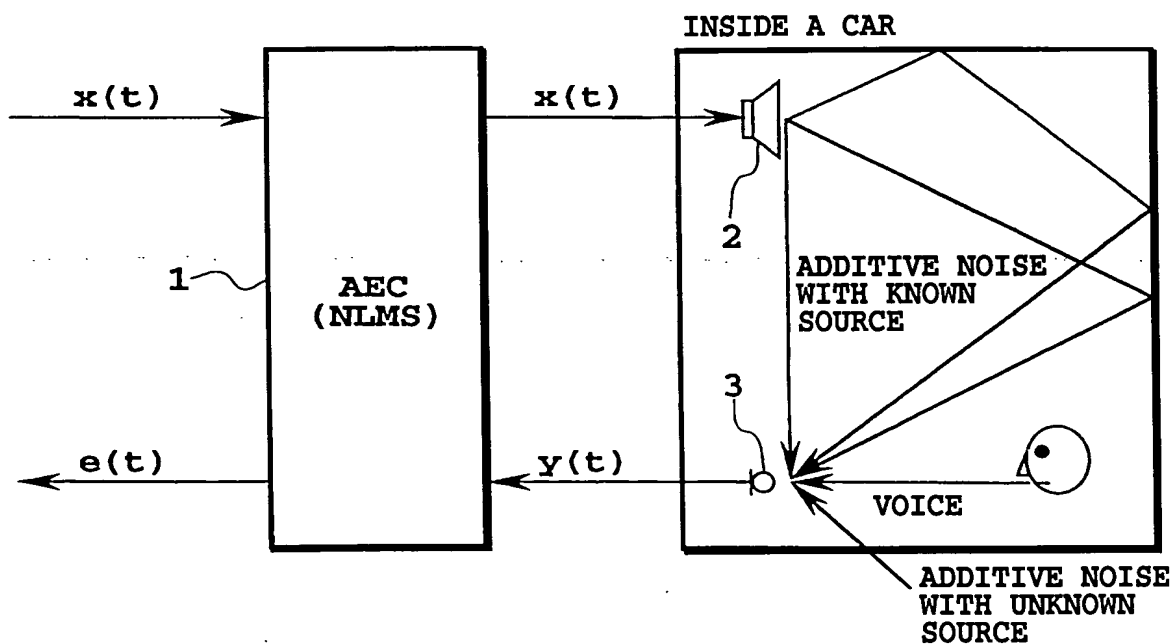 INSIDE A CAR
x(t)
x(t)
2
1
AEC
(NLMS)
ADDITIVE NOISE
WITH KNOWN
SOURCE
3
e(t)
y(t)
VOICE
ADDITIVE NOISE
WITH UNKNOWN
SOURCE